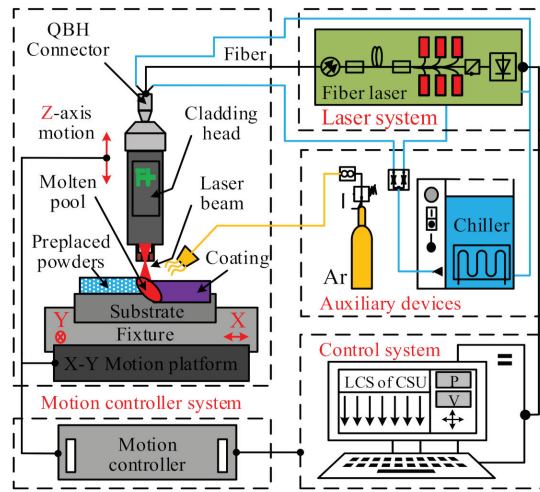 QBH
Connector
Fiber
Z-axis
motion
Cladding
head
Molten
pool
Laser
beam
Preplaced
powders
Coating
Substrate
Y
Fixture
X
X-Y Motion platform
Motion controller system
Motion
controller
Fiber laser
Laser system
Ar
Chiller
Auxiliary devices
Control system
LCS of CSU
P
V